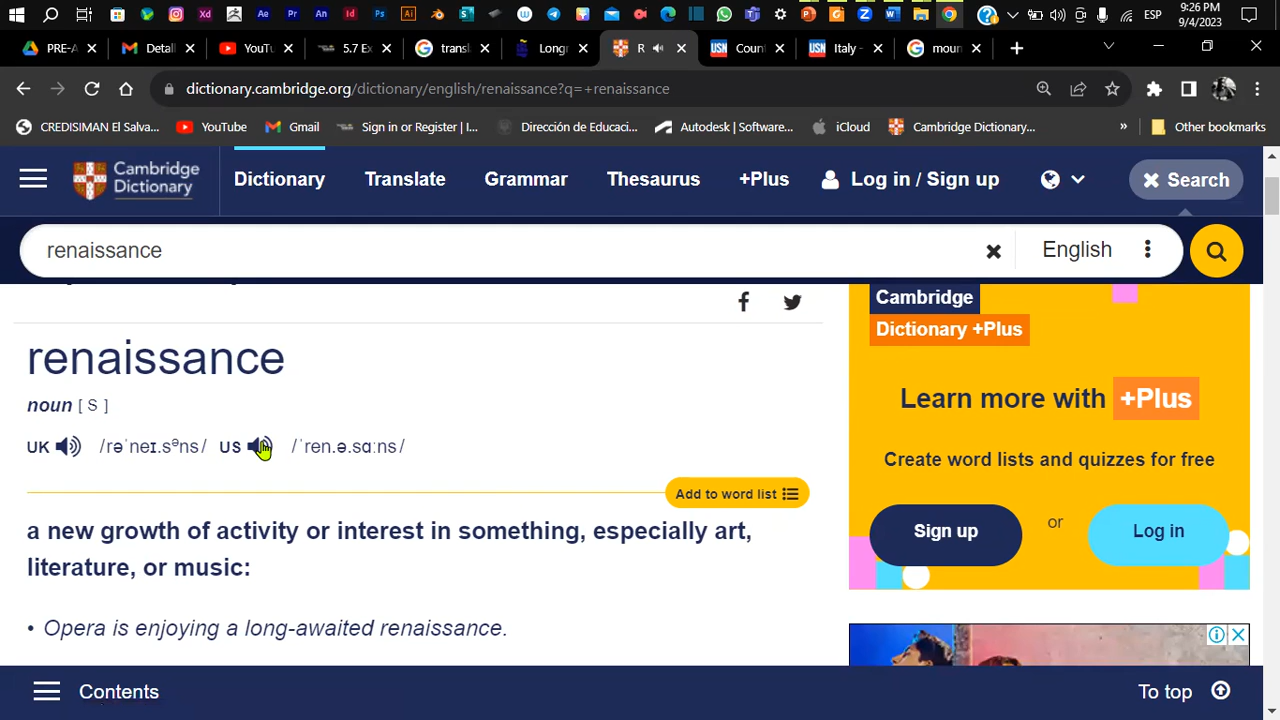 9:26 PM
ESP
9/4/2023
PRE-A
Detall
YouTu
5.7 Ex
transl
Longr
R
Count
Italy -
moun
dictionary.cambridge.org/dictionary/english/renaissance?q=+renaissance
CREDISIMAN El Salva...
YouTube
Gmail
Sign in or Register | I...
Dirección de Educaci...
Autodesk | Software...
iCloud
Cambridge Dictionary...
»
Other bookmarks
Cambridge
Dictionary
Dictionary
Translate
Grammar
Thesaurus
+Plus
Log in / Sign up
Search
renaissance
English
Cambridge
Dictionary +Plus
renaissance
noun [ S ]
UK /rəˈneɪ.sᵊns/ US /ˈren.ə.sɑːns/
Add to word list
a new growth of activity or interest in something, especially art,
literature, or music:
• Opera is enjoying a long-awaited renaissance.
Learn more with +Plus
Create word lists and quizzes for free
Sign up
or
Log in
Contents
To top